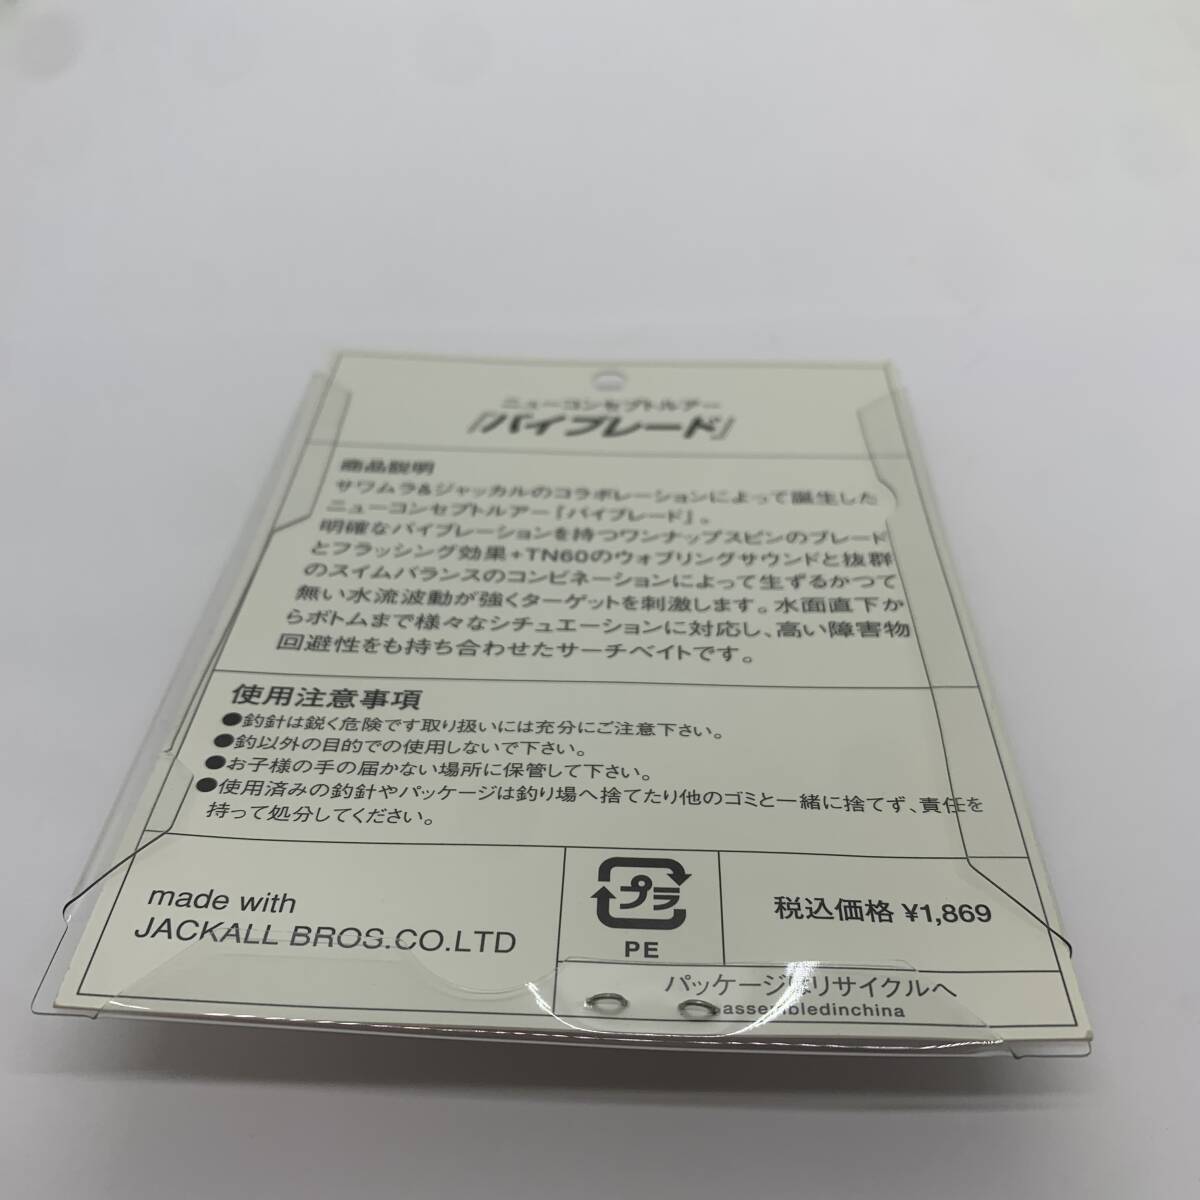 ニューコンセプトルアー
『バイブレード』
商品説明
サワムラ&ジャッカルのコラボレーションによって誕生した
ニューコンセプトルアー『バイブレード』。
明確なバイブレーションを持つワンナップスピンのブレード
とフラッシング効果+TN60のウォブリングサウンドと抜群
のスイムバランスのコンビネーションによって生ずるかつて
無い水流波動が強くターゲットを刺激します。水面直下か
らボトムまで様々なシチュエーションに対応し、高い障害物
回避性をも持ち合わせたサーチベイトです。
使用注意事項
●釣針は鋭く危険です取り扱いには充分にご注意下さい。
●釣以外の目的での使用しないで下さい。
●お子様の手の届かない場所に保管して下さい。
●使用済みの釣針やパッケージは釣り場へ捨てたり他のゴミと一緒に捨てず、責任を
持って処分してください。
made with
JACKALL BROS.CO.LTD
プラ
PE
税込価格 ¥1,869
パッケージはリサイクルへ
assembledinchina